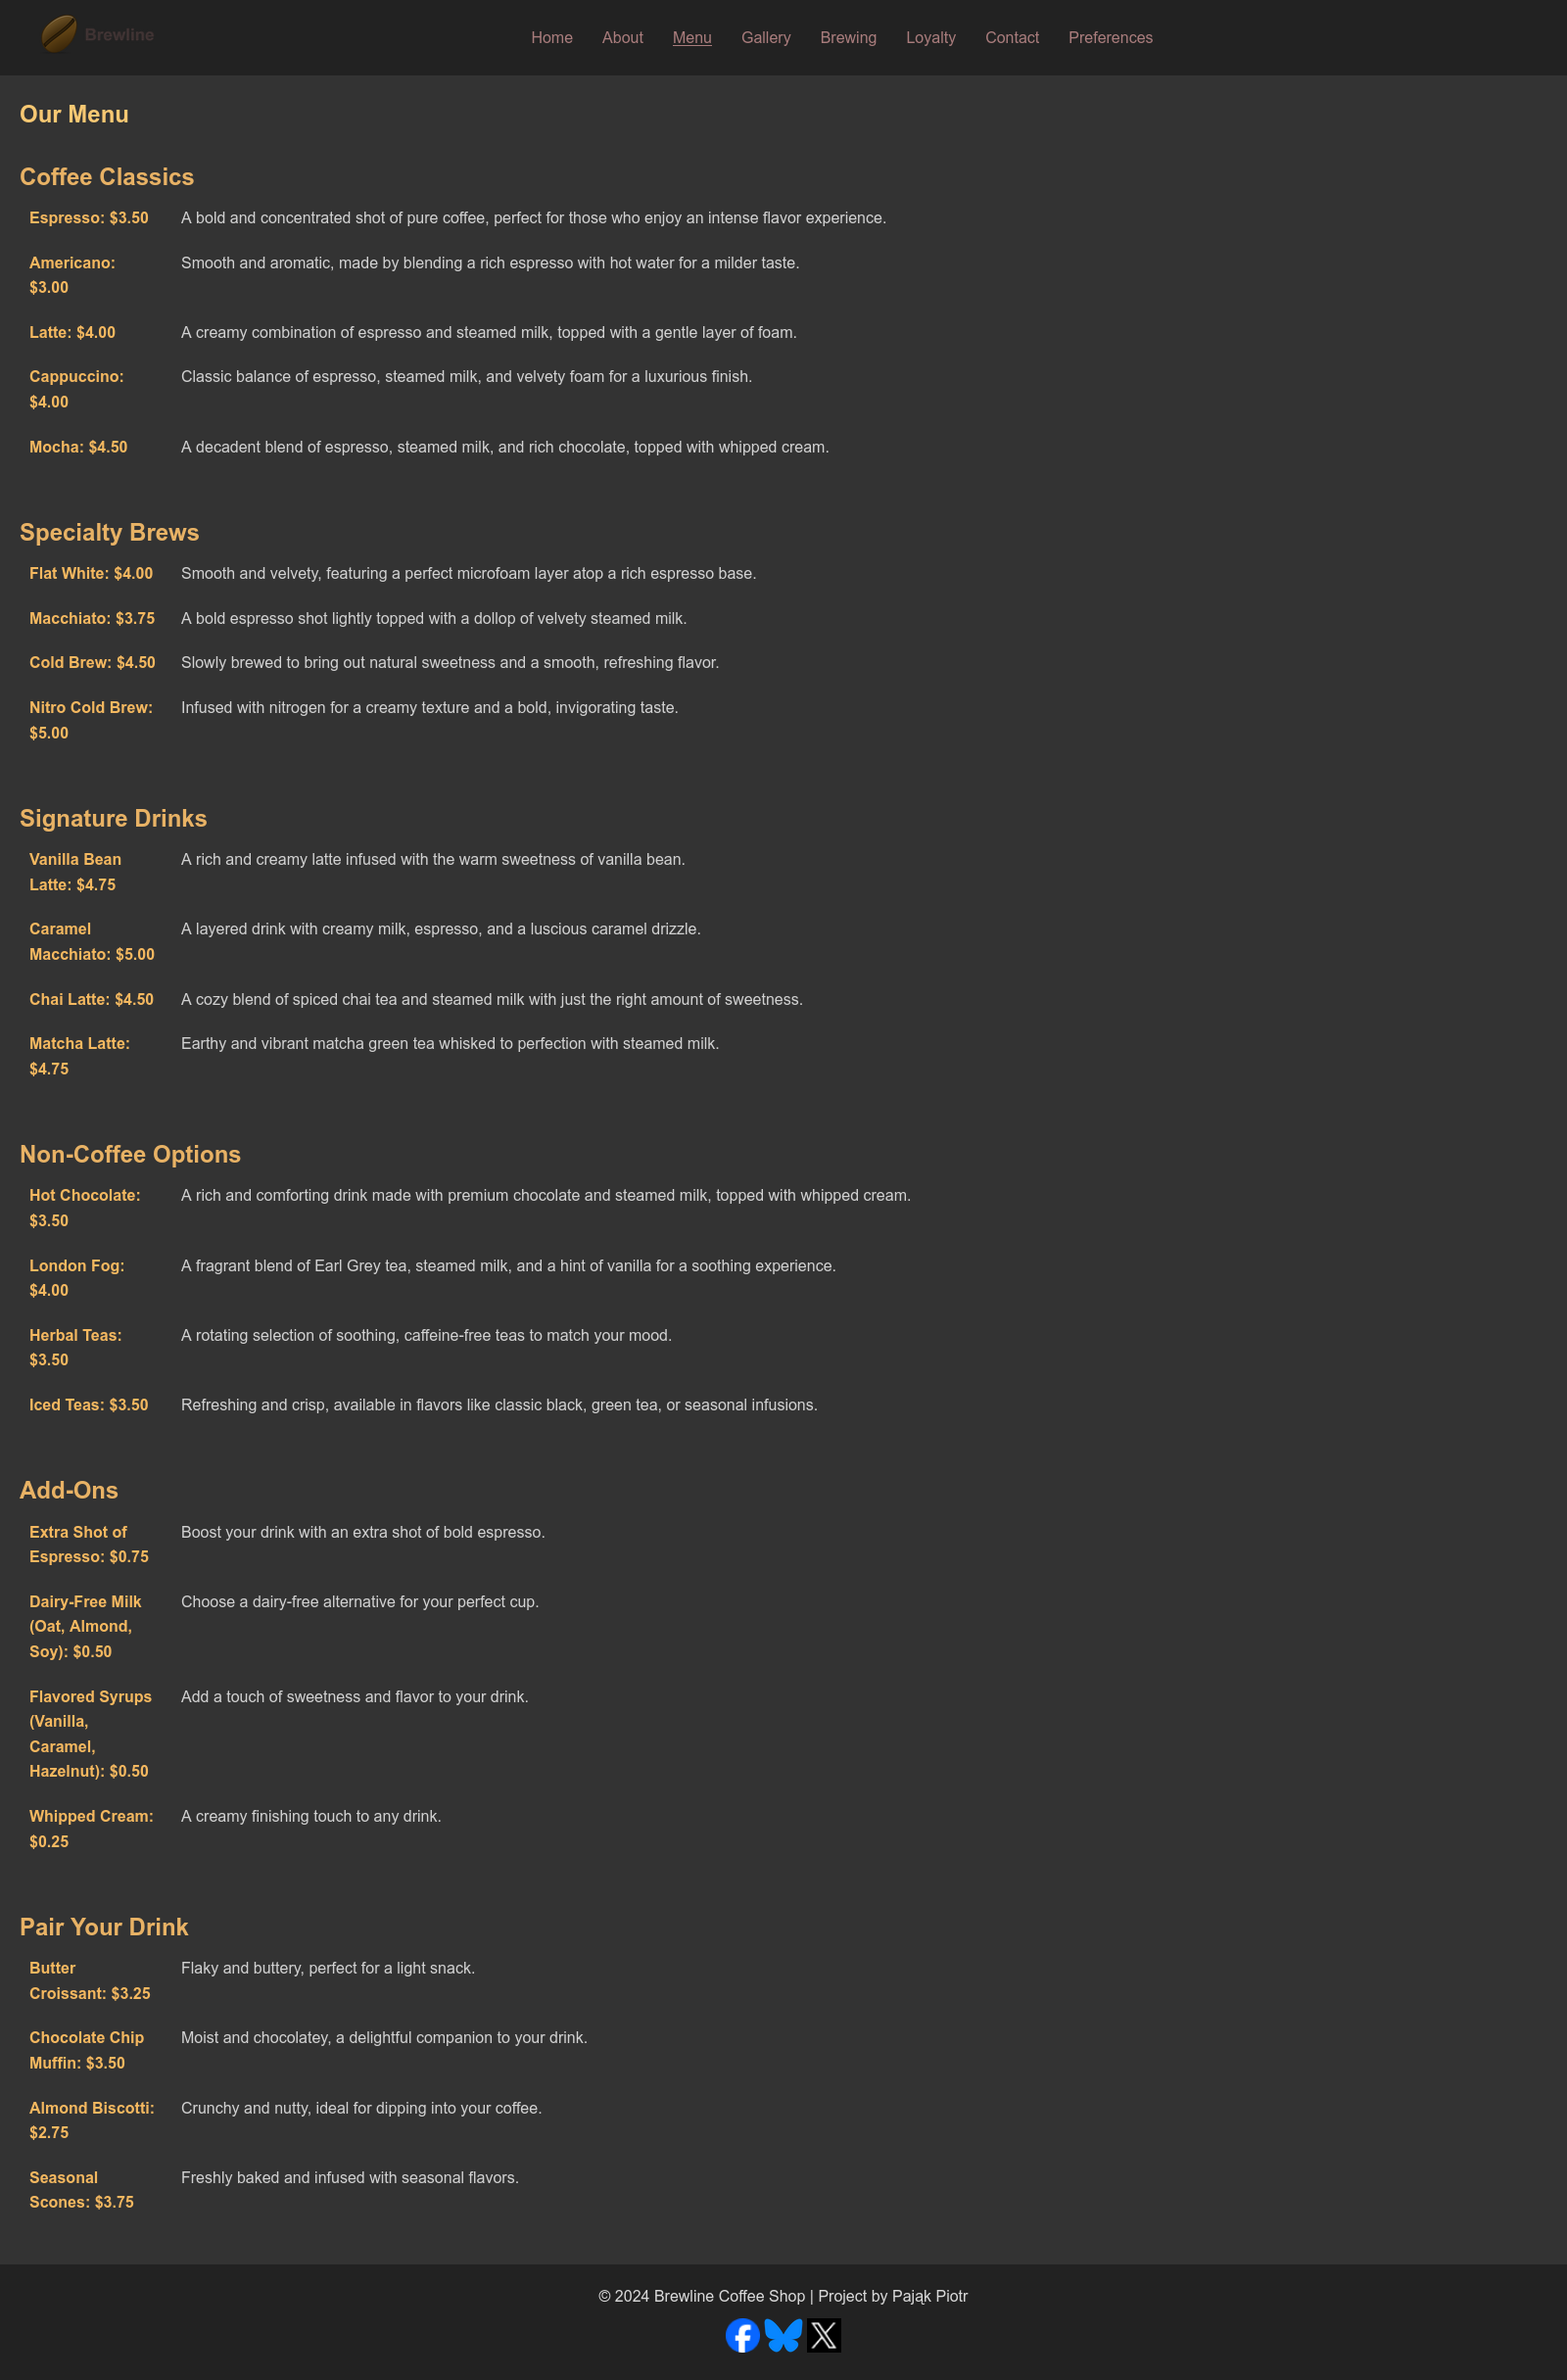 Brewline
Home About Menu Gallery Brewing Loyalty Contact Preferences
Our Menu
Coffee Classics
Espresso: $3.50 A bold and concentrated shot of pure coffee, perfect for those who enjoy an intense flavor experience.
Americano: Smooth and aromatic, made by blending a rich espresso with hot water for a milder taste.
$3.00
Latte: $4.00 A creamy combination of espresso and steamed milk, topped with a gentle layer of foam.
Cappuccino: Classic balance of espresso, steamed milk, and velvety foam for a luxurious finish.
$4.00
Mocha: $4.50 A decadent blend of espresso, steamed milk, and rich chocolate, topped with whipped cream.
Specialty Brews
Flat White: $4.00 Smooth and velvety, featuring a perfect microfoam layer atop a rich espresso base.
Macchiato: $3.75 A bold espresso shot lightly topped with a dollop of velvety steamed milk.
Cold Brew: $4.50 Slowly brewed to bring out natural sweetness and a smooth, refreshing flavor.
Nitro Cold Brew: Infused with nitrogen for a creamy texture and a bold, invigorating taste.
$5.00
Signature Drinks
Vanilla Bean A rich and creamy latte infused with the warm sweetness of vanilla bean.
Latte: $4.75
Caramel A layered drink with creamy milk, espresso, and a luscious caramel drizzle.
Macchiato: $5.00
Chai Latte: $4.50 A cozy blend of spiced chai tea and steamed milk with just the right amount of sweetness.
Matcha Latte: Earthy and vibrant matcha green tea whisked to perfection with steamed milk.
$4.75
Non-Coffee Options
Hot Chocolate: A rich and comforting drink made with premium chocolate and steamed milk, topped with whipped cream.
$3.50
London Fog: A fragrant blend of Earl Grey tea, steamed milk, and a hint of vanilla for a soothing experience.
$4.00
Herbal Teas: A rotating selection of soothing, caffeine-free teas to match your mood.
$3.50
Iced Teas: $3.50 Refreshing and crisp, available in flavors like classic black, green tea, or seasonal infusions.
Add-Ons
Extra Shot of Boost your drink with an extra shot of bold espresso.
Espresso: $0.75
Dairy-Free Milk Choose a dairy-free alternative for your perfect cup.
(Oat, Almond,
Soy): $0.50
Flavored Syrups Add a touch of sweetness and flavor to your drink.
(Vanilla,
Caramel,
Hazelnut): $0.50
Whipped Cream: A creamy finishing touch to any drink.
$0.25
Pair Your Drink
Butter Flaky and buttery, perfect for a light snack.
Croissant: $3.25
Chocolate Chip Moist and chocolatey, a delightful companion to your drink.
Muffin: $3.50
Almond Biscotti: Crunchy and nutty, ideal for dipping into your coffee.
$2.75
Seasonal Freshly baked and infused with seasonal flavors.
Scones: $3.75
© 2024 Brewline Coffee Shop | Project by Pająk Piotr